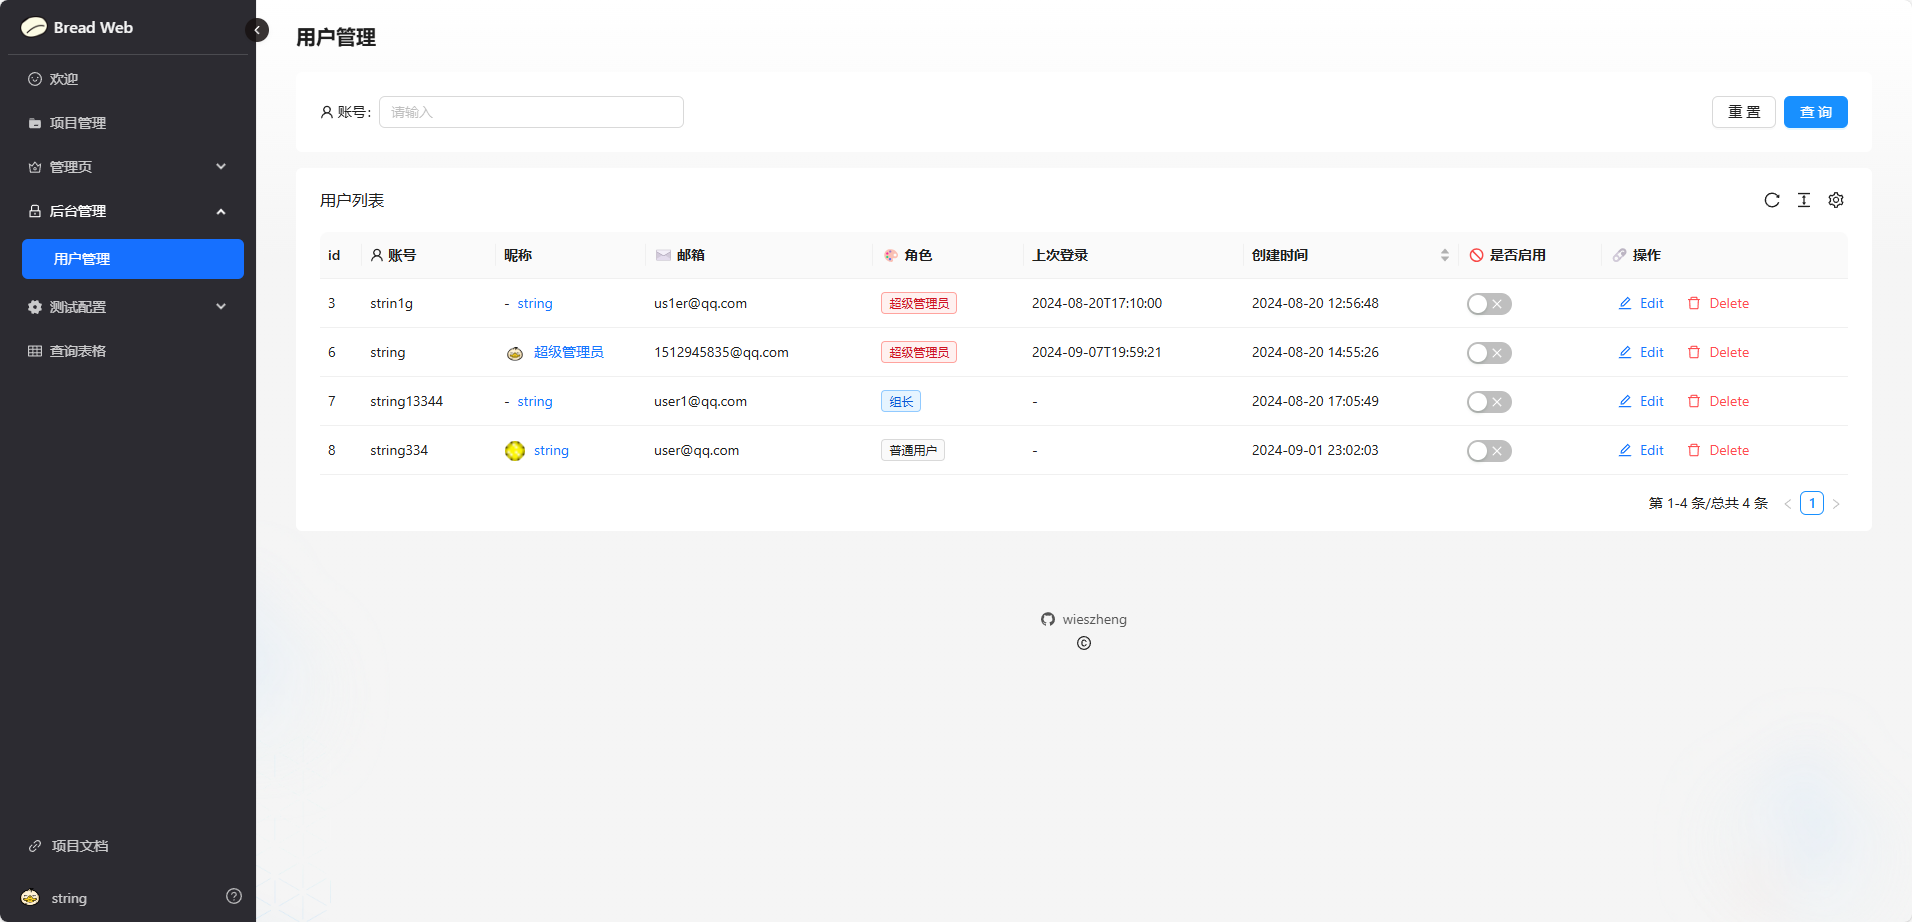 Bread Web
欢迎
项目管理
管理页
后台管理
用户管理
测试配置
查询表格
项目文档
string
用户管理
账号: 请输入 重 置 查 询
用户列表
id 账号 昵称 邮箱 角色 上次登录 创建时间 是否启用 操作
3 strin1g - string us1er@qq.com 超级管理员 2024-08-20T17:10:00 2024-08-20 12:56:48 Edit Delete
6 string 超级管理员 1512945835@qq.com 超级管理员 2024-09-07T19:59:21 2024-08-20 14:55:26 Edit Delete
7 string13344 - string user1@qq.com 组长 - 2024-08-20 17:05:49 Edit Delete
8 string334 string user@qq.com 普通用户 - 2024-09-01 23:02:03 Edit Delete
第 1-4 条/总共 4 条 < 1 >
wieszheng
©